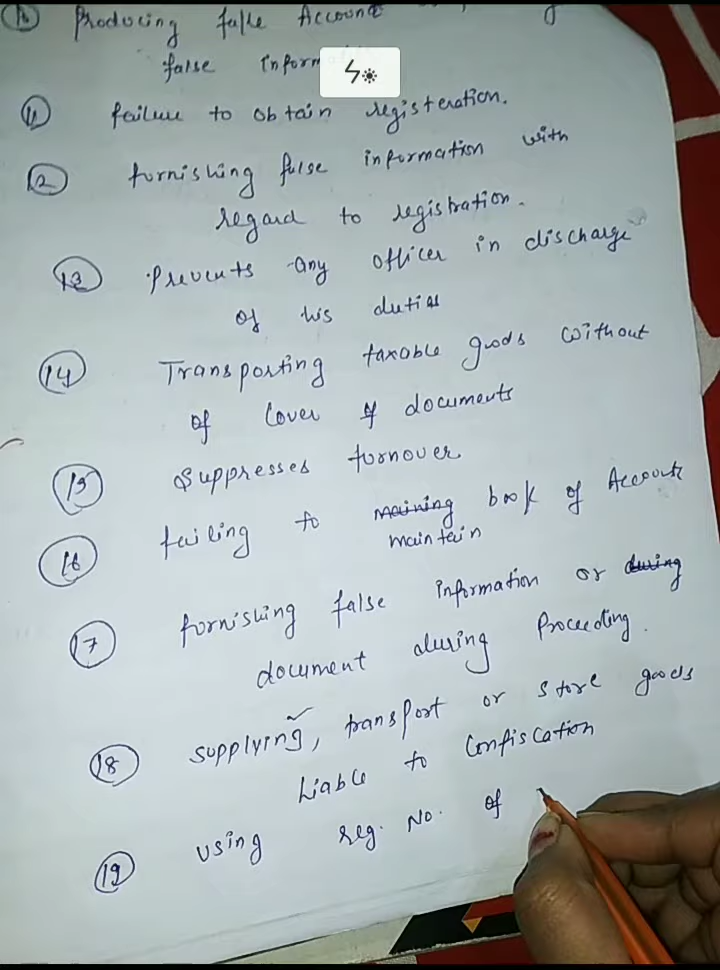 Producing false Account
false inform
11 failure to obtain registeration.
12 furnishing false information with
regard to registration.
13 Prevents any officer in discharge
of his duties
14 Transporting taxable goods without
of Cover of documents
15 Suppresses turnover.
16 failing to maining book of Accounts
maintain
17 furnishing false information or during
document during Proceeding.
18 supplying, transport or store goods
Liable to Confiscation
19 using reg. No. of